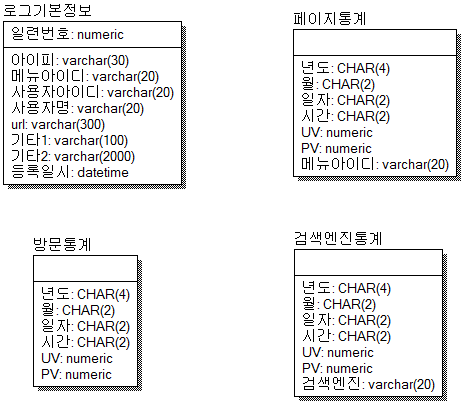 로그기본정보
일련번호: numeric
아이피: varchar(30)
메뉴아이디: varchar(20)
사용자아이디: varchar(20)
사용자명: varchar(20)
url: varchar(300)
기타1: varchar(100)
기타2: varchar(2000)
등록일시: datetime
페이지통계
년도: CHAR(4)
월: CHAR(2)
일자: CHAR(2)
시간: CHAR(2)
UV: numeric
PV: numeric
메뉴아이디: varchar(20)
방문통계
년도: CHAR(4)
월: CHAR(2)
일자: CHAR(2)
시간: CHAR(2)
UV: numeric
PV: numeric
검색엔진통계
년도: CHAR(4)
월: CHAR(2)
일자: CHAR(2)
시간: CHAR(2)
UV: numeric
PV: numeric
검색엔진: varchar(20)